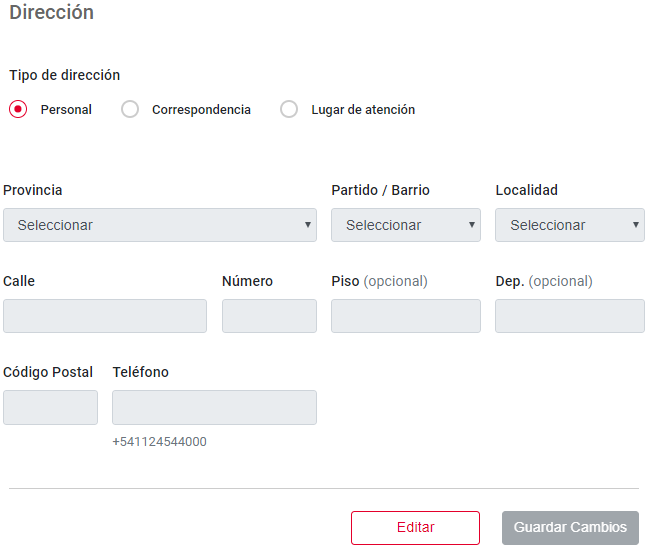 Dirección
Tipo de dirección
Personal Correspondencia Lugar de atención
Provincia Partido / Barrio Localidad
Seleccionar Seleccionar Seleccionar
Calle Número Piso (opcional) Dep. (opcional)
Código Postal Teléfono
+541124544000
Editar Guardar Cambios